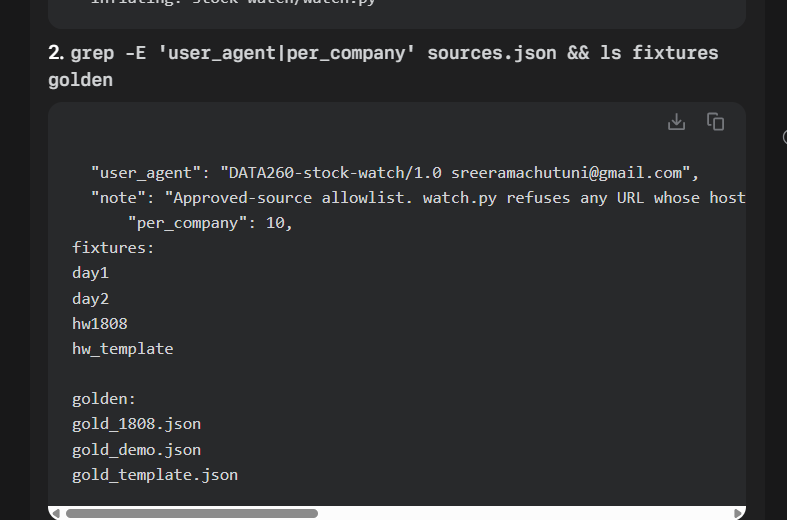 2. grep -E 'user_agent|per_company' sources.json && ls fixtures
golden
"user_agent": "DATA260-stock-watch/1.0 sreeramachutuni@gmail.com",
"note": "Approved-source allowlist. watch.py refuses any URL whose host
"per_company": 10,
fixtures:
day1
day2
hw1808
hw_template
golden:
gold_1808.json
gold_demo.json
gold_template.json